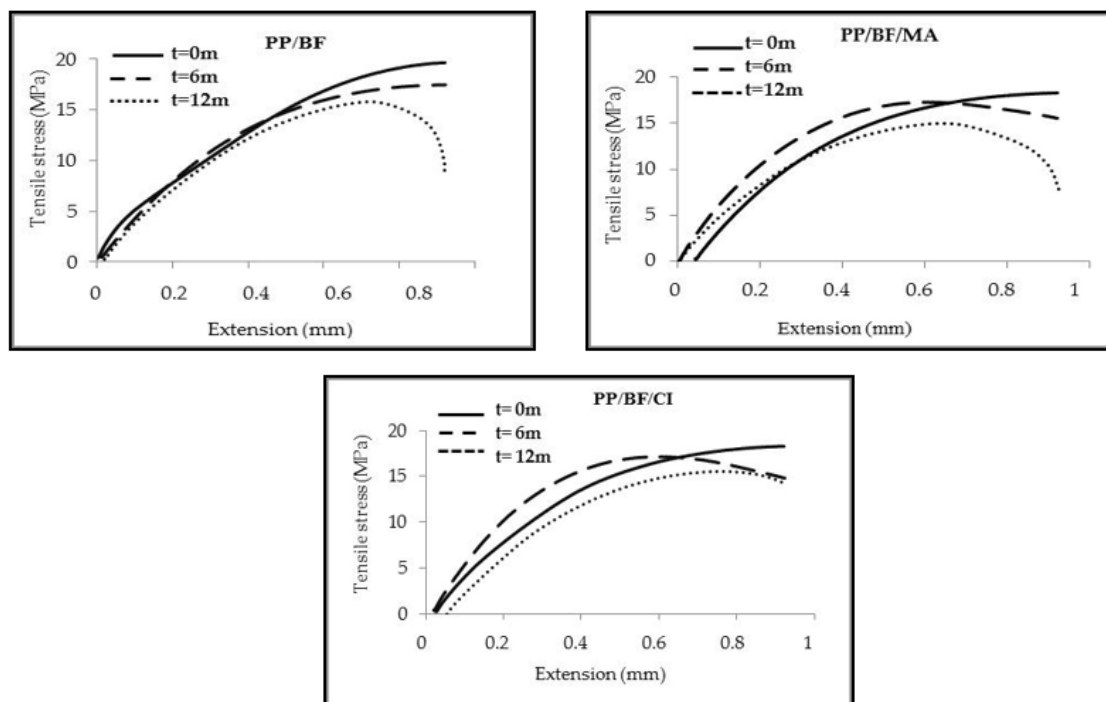 PP/BF
t=0m
t=6m
t=12m
Tensile stress (MPa)
20
15
10
5
0
0 0.2 0.4 0.6 0.8
Extension (mm)
PP/BF/MA
t= 0m
t=6m
t=12m
Tensile stress (MPa)
20
15
10
5
0
0 0.2 0.4 0.6 0.8 1
Extension (mm)
PP/BF/CI
t= 0m
t= 6m
t= 12m
Tensile stress (MPa)
20
15
10
5
0
0 0.2 0.4 0.6 0.8 1
Extension (mm)